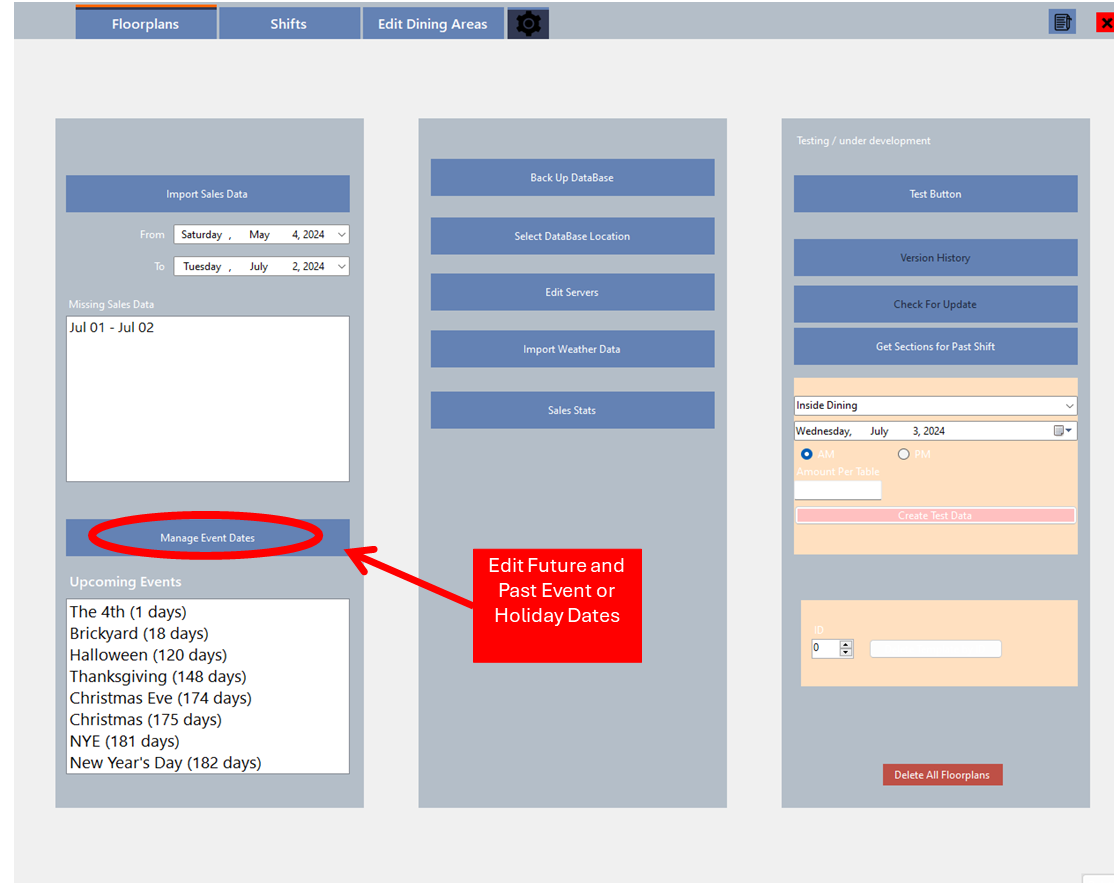 Floorplans
Shifts
Edit Dining Areas
Import Sales Data
From Saturday , May 4, 2024
To Tuesday , July 2, 2024
Missing Sales Data
Jul 01 - Jul 02
Manage Event Dates
Upcoming Events
The 4th (1 days)
Brickyard (18 days)
Halloween (120 days)
Thanksgiving (148 days)
Christmas Eve (174 days)
Christmas (175 days)
NYE (181 days)
New Year's Day (182 days)
Back Up DataBase
Select DataBase Location
Edit Servers
Import Weather Data
Sales Stats
Edit Future and
Past Event or
Holiday Dates
Testing / under development
Test Button
Version History
Check For Update
Get Sections for Past Shift
Inside Dining
Wednesday, July 3, 2024
AM PM
Amount Per Table
Create Test Data
ID
0
Delete All Floorplans